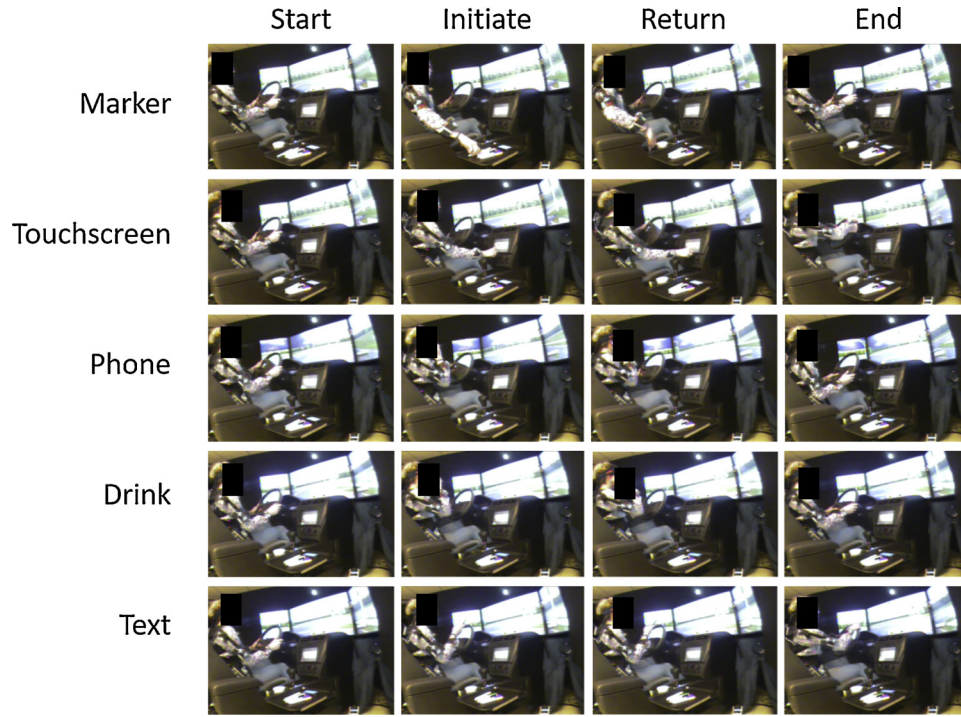 Start Initiate Return End
Marker
Touchscreen
Phone
Drink
Text